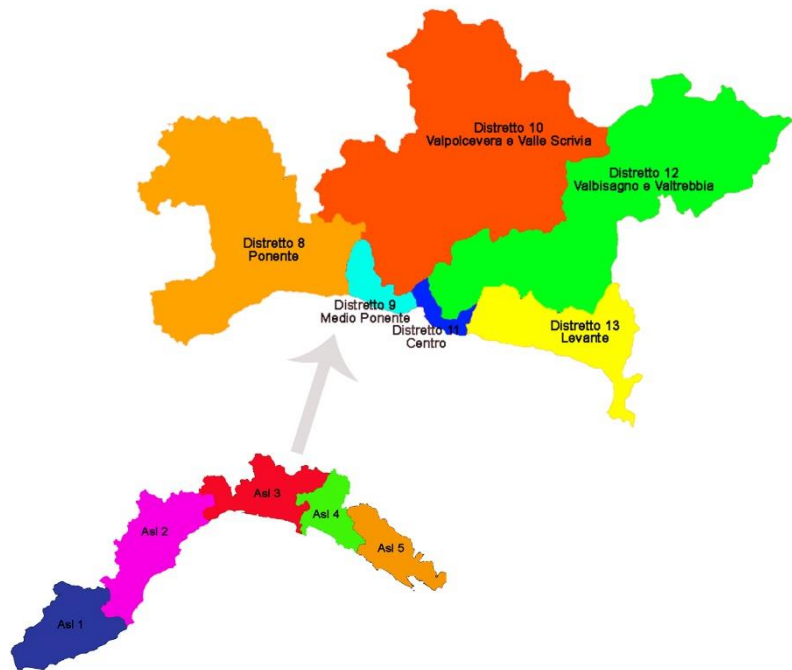 Distretto 10
Valpolcevera e Valle Scrivia
Distretto 12
Valbisagno e Valtrebbia
Distretto 8
Ponente
Distretto 9
Medio Ponente
Distretto 11
Centro
Distretto 13
Levante
Asl 3
Asl 4
Asl 2
Asl 5
Asl 1